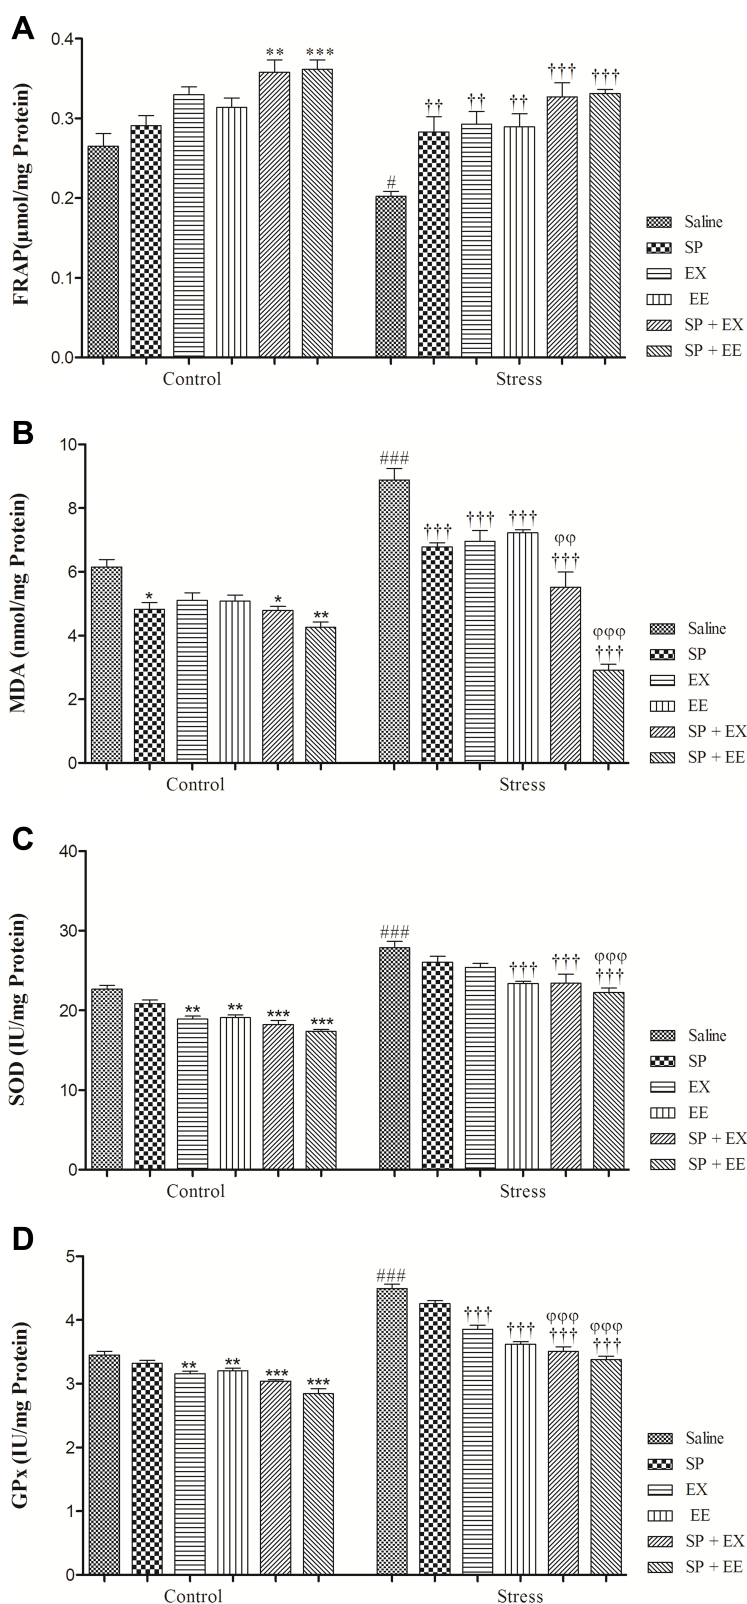 A
FRAP(µmol/mg Protein)
0.4
0.3
0.2
0.1
0.0
** ***
#
†† †† †† ††† †††
Control Stress
Saline
SP
EX
EE
SP + EX
SP + EE
B
MDA (nmol/mg Protein)
10
8
6
4
2
0
* * **
###
††† ††† †††
φφ
†††
φφφ
†††
Control Stress
Saline
SP
EX
EE
SP + EX
SP + EE
C
SOD (IU/mg Protein)
40
30
20
10
0
** ** *** ***
###
††† †††
φφφ
†††
Control Stress
Saline
SP
EX
EE
SP + EX
SP + EE
D
GPx (IU/mg Protein)
5
4
3
2
1
0
** ** *** ***
###
††† †††
φφφ
†††
φφφ
†††
Control Stress
Saline
SP
EX
EE
SP + EX
SP + EE